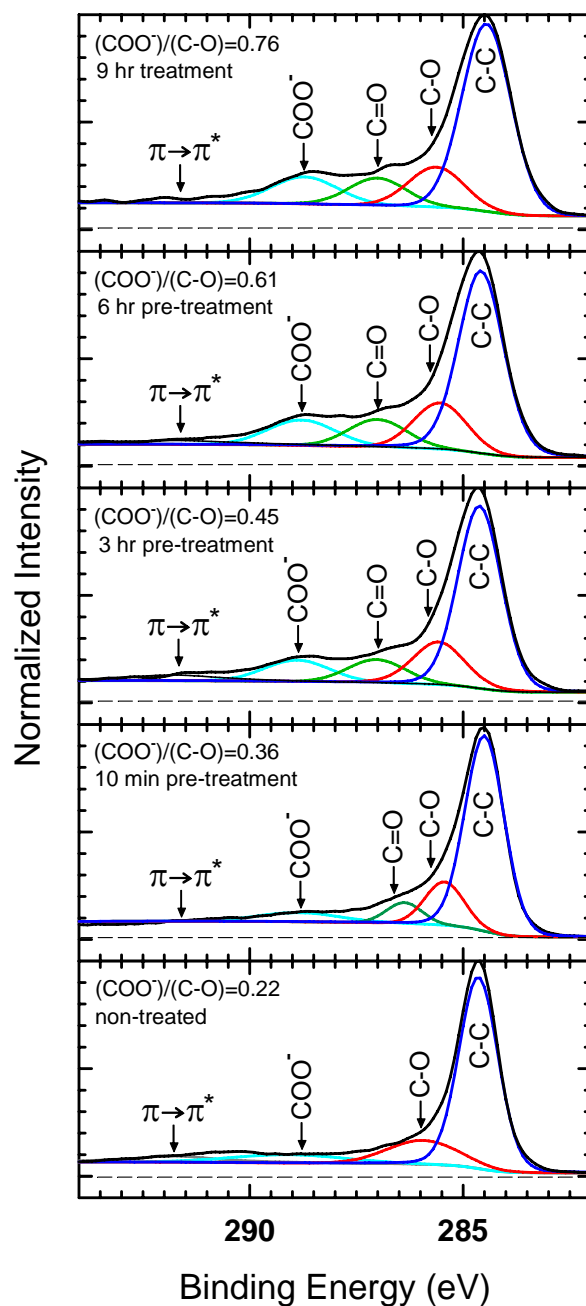 Normalized Intensity
(COO⁻)/(C-O)=0.76
9 hr treatment
π→π*
COO⁻
C=O
C-O
C-C
(COO⁻)/(C-O)=0.61
6 hr pre-treatment
π→π*
COO⁻
C=O
C-O
C-C
(COO⁻)/(C-O)=0.45
3 hr pre-treatment
π→π*
COO⁻
C=O
C-O
C-C
(COO⁻)/(C-O)=0.36
10 min pre-treatment
π→π*
COO⁻
C=O
C-O
C-C
(COO⁻)/(C-O)=0.22
non-treated
π→π*
COO⁻
C-O
C-C
290
285
Binding Energy (eV)